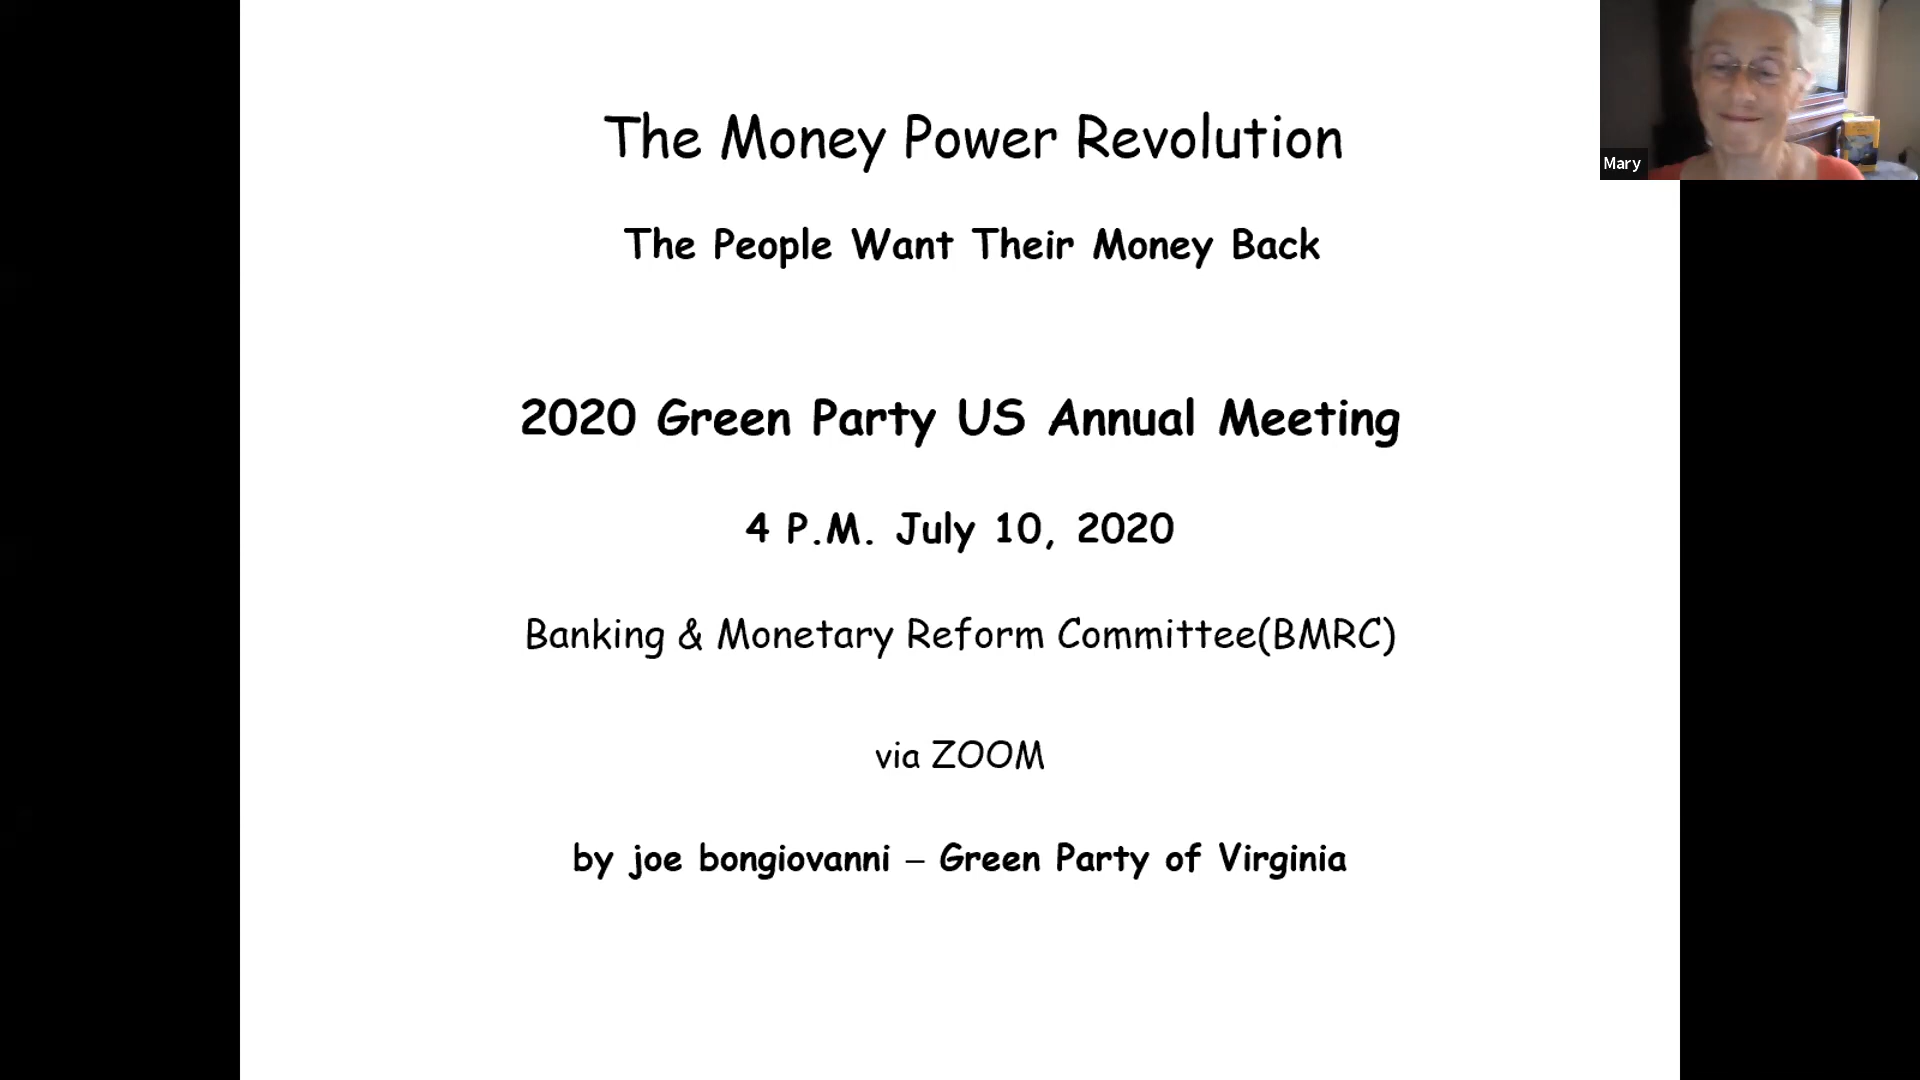 The Money Power Revolution
The People Want Their Money Back
2020 Green Party US Annual Meeting
4 P.M. July 10, 2020
Banking & Monetary Reform Committee(BMRC)
via ZOOM
by joe bongiovanni – Green Party of Virginia
Mary